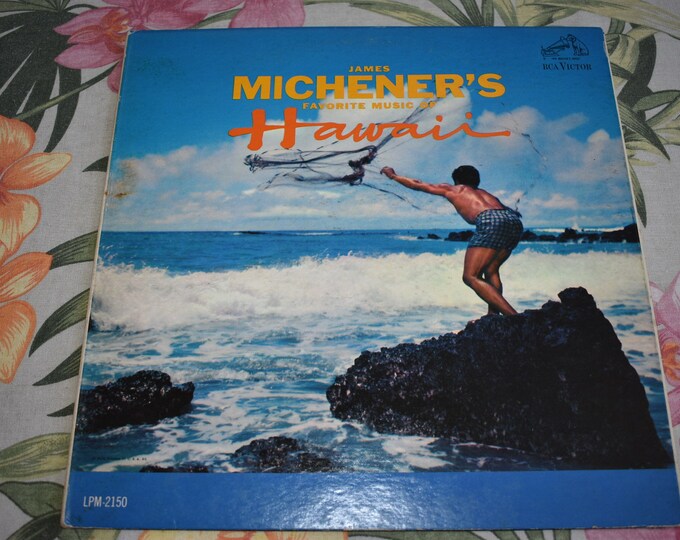 JAMES
MICHENER'S
FAVORITE MUSIC OF
Hawaii
RCA VICTOR
LPM-2150